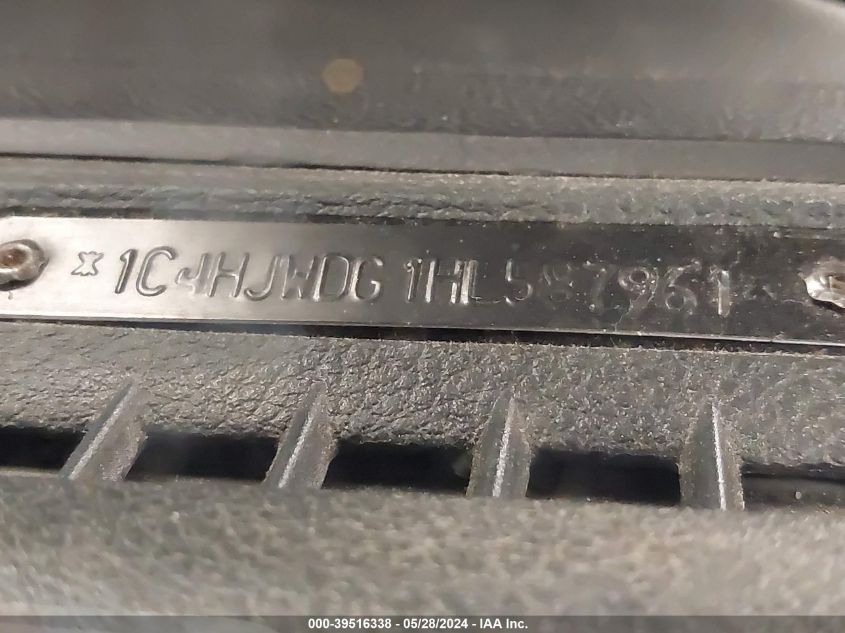 *1C4HJWDG1HL587961*
000-39516338 - 05/28/2024 - IAA Inc.